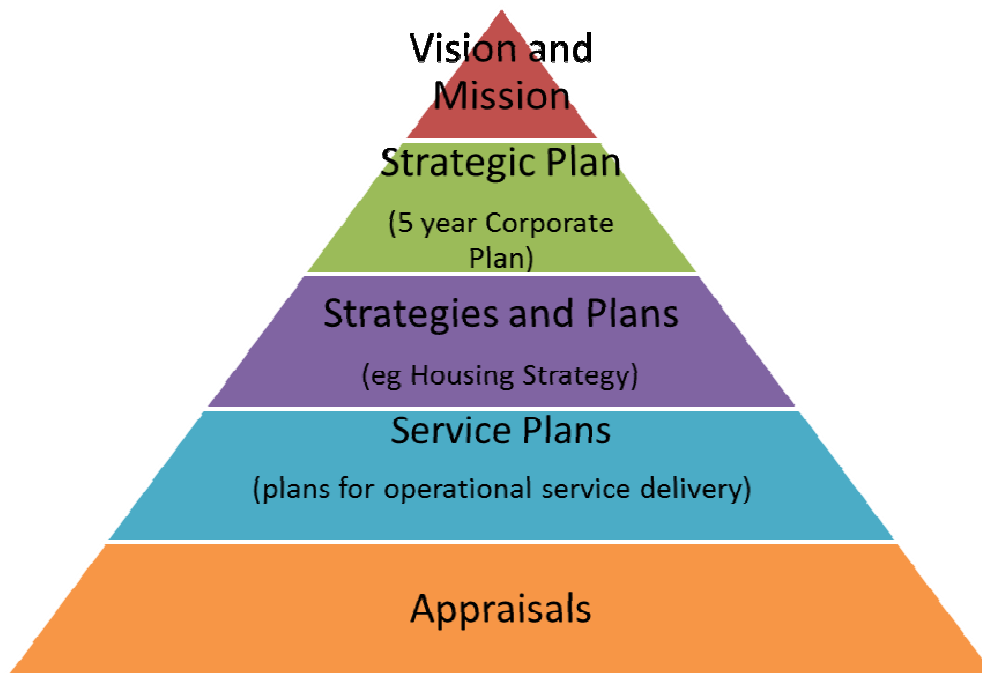 Vision and
Mission
Strategic Plan
(5 year Corporate
Plan)
Strategies and Plans
(eg Housing Strategy)
Service Plans
(plans for operational service delivery)
Appraisals